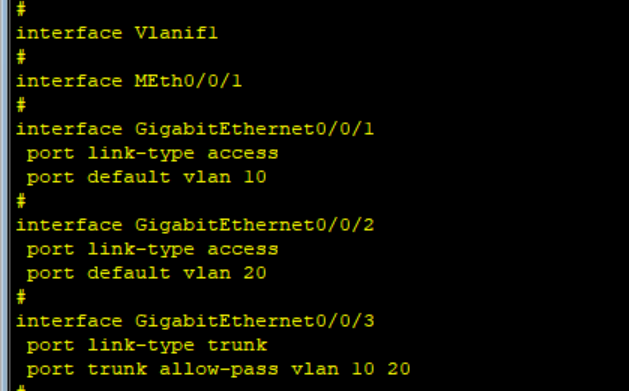 #
interface Vlanif1
#
interface MEth0/0/1
#
interface GigabitEthernet0/0/1
port link-type access
port default vlan 10
#
interface GigabitEthernet0/0/2
port link-type access
port default vlan 20
#
interface GigabitEthernet0/0/3
port link-type trunk
port trunk allow-pass vlan 10 20
#